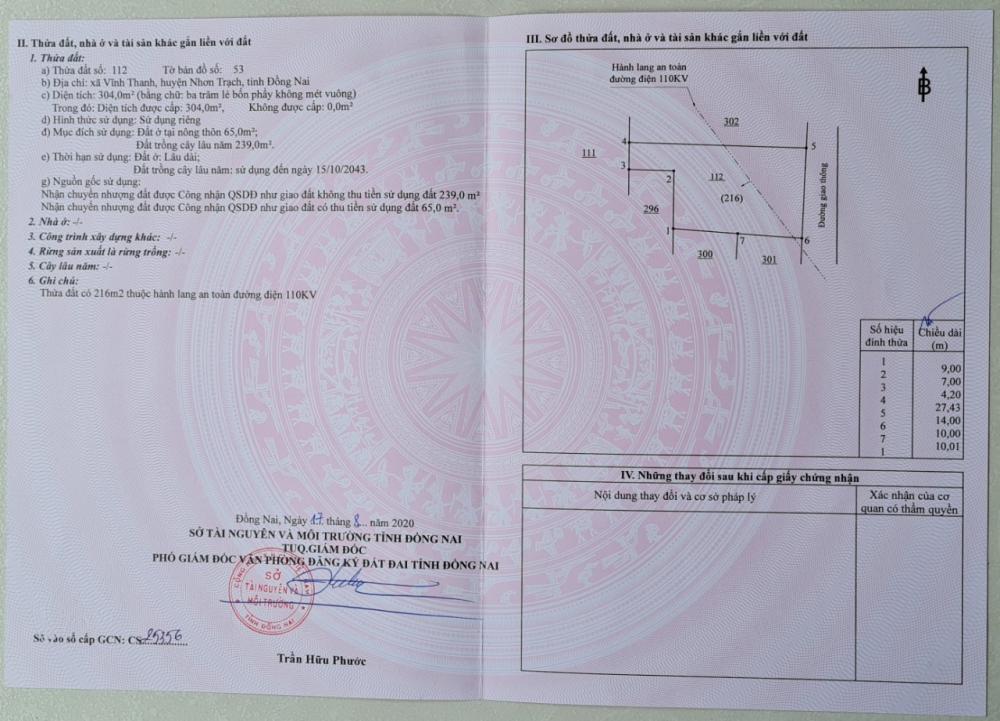 II. Thửa đất, nhà ở và tài sản khác gắn liền với đất
1. Thửa đất:
a) Thửa đất số: 112 Tờ bản đồ số: 53
b) Địa chỉ: xã Vĩnh Thanh, huyện Nhơn Trạch, tỉnh Đồng Nai
c) Diện tích: 304,0m² (bằng chữ: ba trăm lẻ bốn phẩy không mét vuông)
Trong đó: Diện tích được cấp: 304,0m², Không được cấp: 0,0m²
d) Hình thức sử dụng: Sử dụng riêng
đ) Mục đích sử dụng: Đất ở tại nông thôn 65,0m²;
Đất trồng cây lâu năm 239,0m².
e) Thời hạn sử dụng: Đất ở: Lâu dài;
Đất trồng cây lâu năm: sử dụng đến ngày 15/10/2043.
g) Nguồn gốc sử dụng:
Nhận chuyển nhượng đất được Công nhận QSDĐ như giao đất không thu tiền sử dụng đất 239,0 m²
Nhận chuyển nhượng đất được Công nhận QSDĐ như giao đất có thu tiền sử dụng đất 65,0 m².
2. Nhà ở: -/-
3. Công trình xây dựng khác: -/-
4. Rừng sản xuất là rừng trồng: -/-
5. Cây lâu năm: -/-
6. Ghi chú:
Thửa đất có 216m2 thuộc hành lang an toàn đường điện 110KV
Đồng Nai, Ngày 17 tháng 8 năm 2020
SỞ TÀI NGUYÊN VÀ MÔI TRƯỜNG TỈNH ĐỒNG NAI
TUQ.GIÁM ĐỐC
PHÓ GIÁM ĐỐC VĂN PHÒNG ĐĂNG KÝ ĐẤT ĐAI TỈNH ĐỒNG NAI
SỞ
TÀI NGUYÊN VÀ
MÔI TRƯỜNG
TỈNH ĐỒNG NAI
Số vào sổ cấp GCN: CS25356
Trần Hữu Phước
III. Sơ đồ thửa đất, nhà ở và tài sản khác gắn liền với đất
Hành lang an toàn
đường điện 110KV
B
302
4
5
111
3
2
112
(216)
Đường giao thông
296
1
7
6
300
301
Số hiệu đỉnh thửa
Chiều dài (m)
1
9,00
2
7,00
3
4,20
4
27,43
5
14,00
6
10,00
7
10,01
1
IV. Những thay đổi sau khi cấp giấy chứng nhận
Nội dung thay đổi và cơ sở pháp lý
Xác nhận của cơ
quan có thẩm quyền